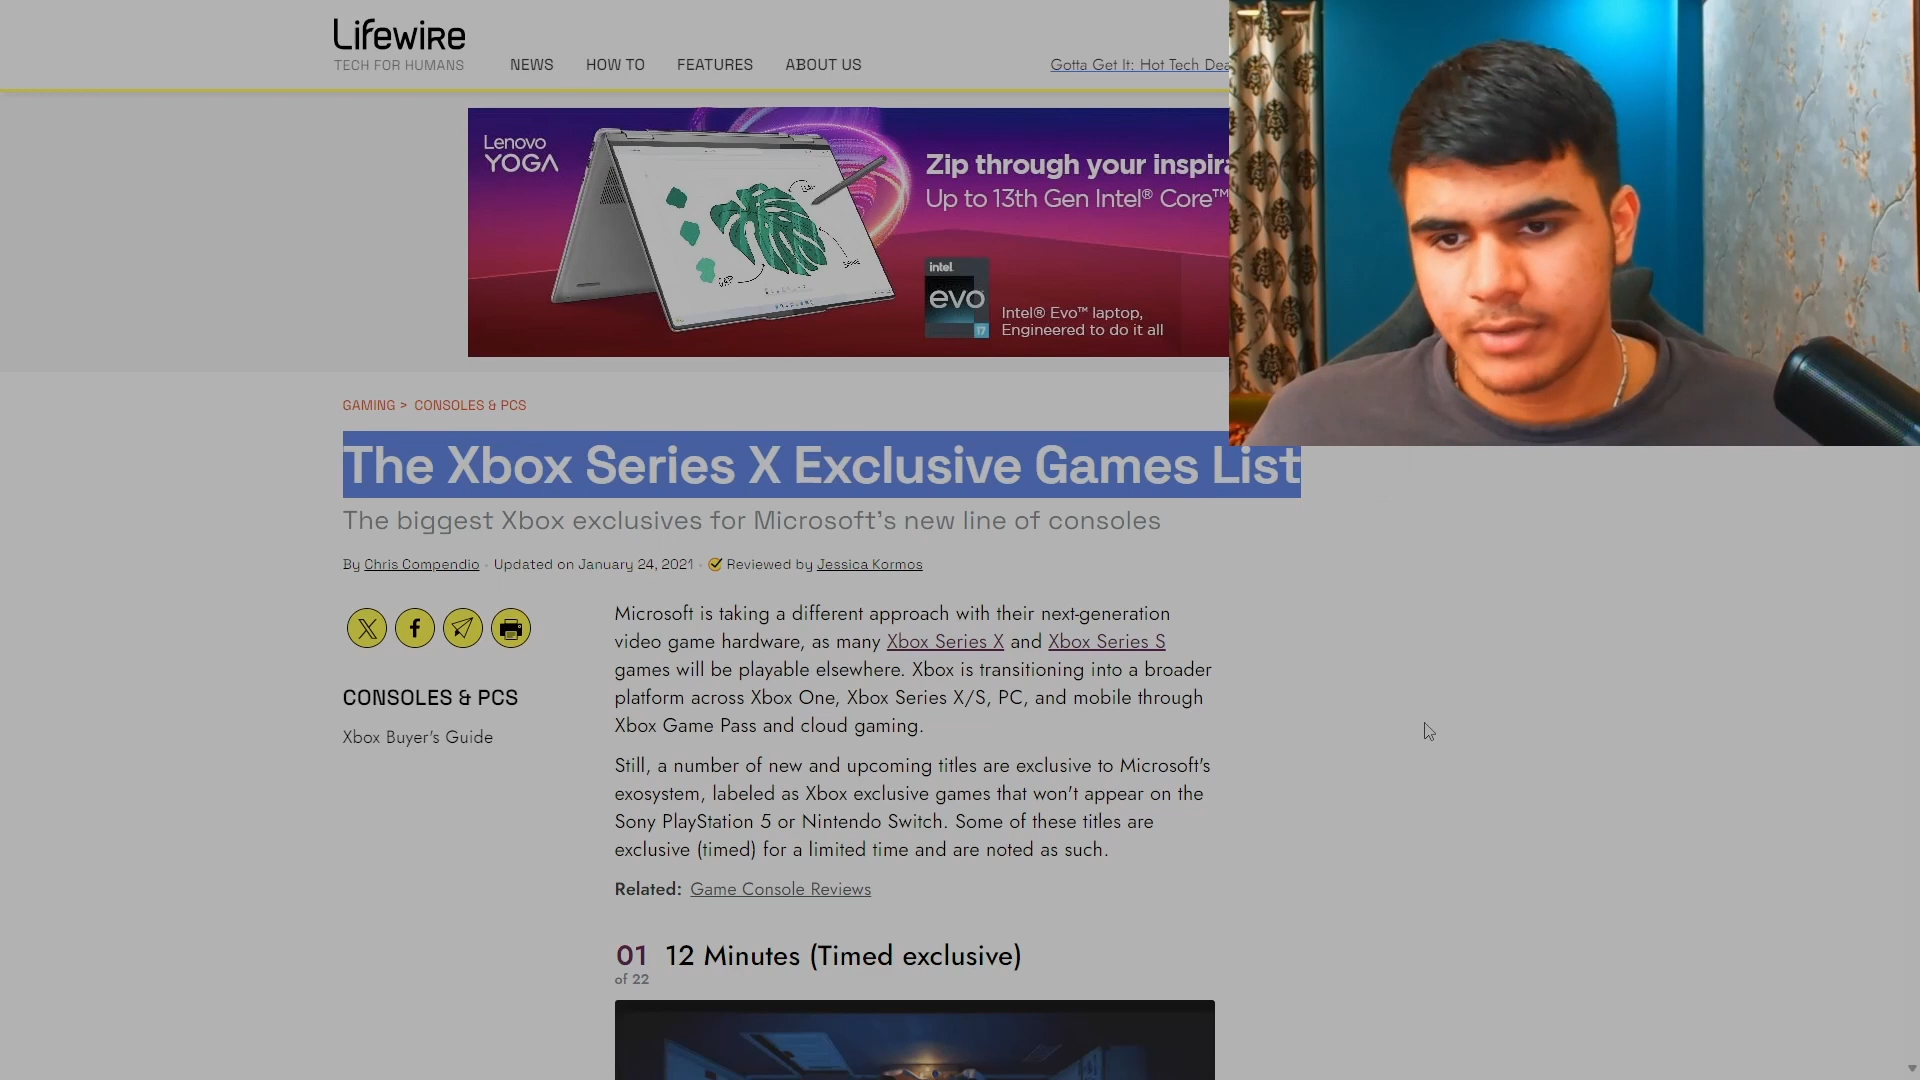 Lifewire
TECH FOR HUMANS
NEWS HOW TO FEATURES ABOUT US
Gotta Get It: Hot Tech Dea
Lenovo
YOGA
Zip through your inspira
Up to 13th Gen Intel® Core™
intel.
evo
i7
Intel® Evo™ laptop,
Engineered to do it all
GAMING > CONSOLES & PCS
The Xbox Series X Exclusive Games List
The biggest Xbox exclusives for Microsoft's new line of consoles
By Chris Compendio · Updated on January 24, 2021 · Reviewed by Jessica Kormos
CONSOLES & PCS
Xbox Buyer's Guide
Microsoft is taking a different approach with their next-generation
video game hardware, as many Xbox Series X and Xbox Series S
games will be playable elsewhere. Xbox is transitioning into a broader
platform across Xbox One, Xbox Series X/S, PC, and mobile through
Xbox Game Pass and cloud gaming.
Still, a number of new and upcoming titles are exclusive to Microsoft's
exosystem, labeled as Xbox exclusive games that won't appear on the
Sony PlayStation 5 or Nintendo Switch. Some of these titles are
exclusive (timed) for a limited time and are noted as such.
Related: Game Console Reviews
01 12 Minutes (Timed exclusive)
of 22